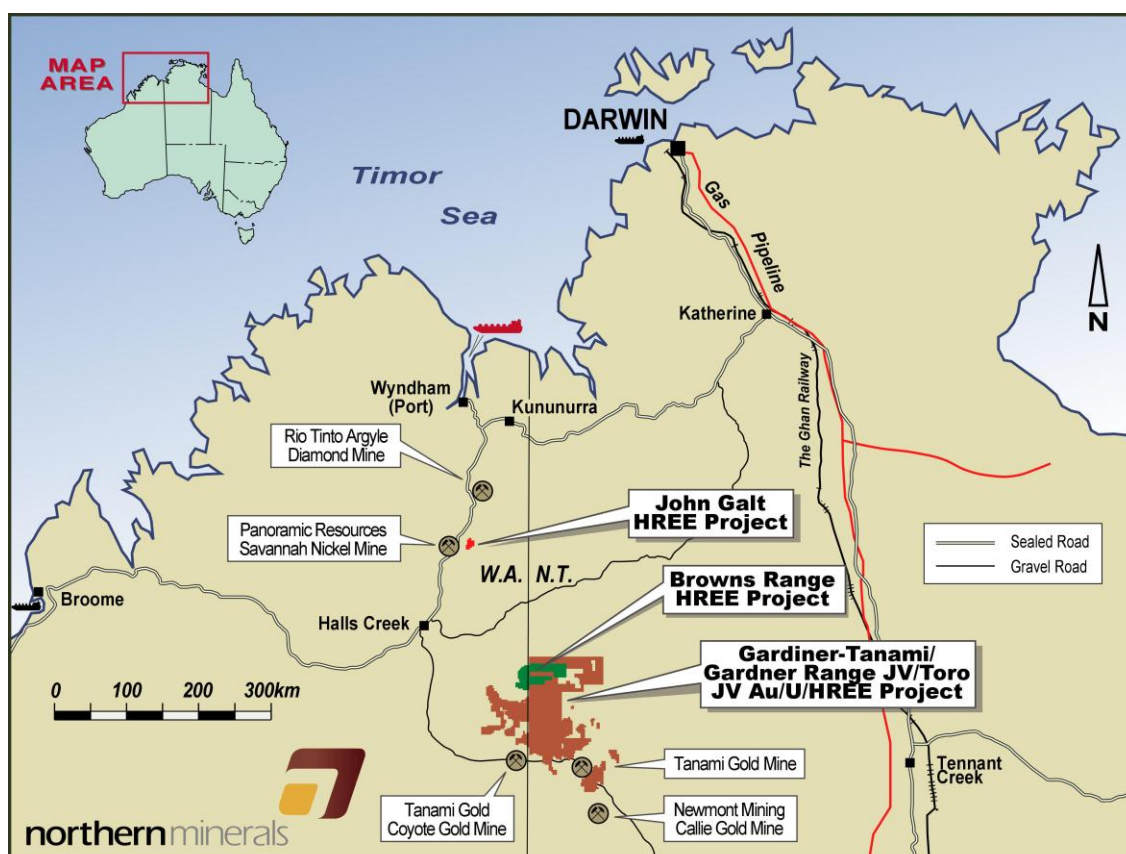 MAP
AREA
DARWIN
Timor
Sea
Gas
Pipeline
N
Katherine
Wyndham
(Port)
Kununurra
The Ghan Railway
Rio Tinto Argyle
Diamond Mine
John Galt
HREE Project
Panoramic Resources
Savannah Nickel Mine
Sealed Road
Gravel Road
W.A. N.T.
Browns Range
HREE Project
Broome
Halls Creek
Gardiner-Tanami/
Gardner Range JV/Toro
JV Au/U/HREE Project
0 100 200 300km
Tanami Gold Mine
Tennant
Creek
Tanami Gold
Coyote Gold Mine
Newmont Mining
Callie Gold Mine
northernminerals